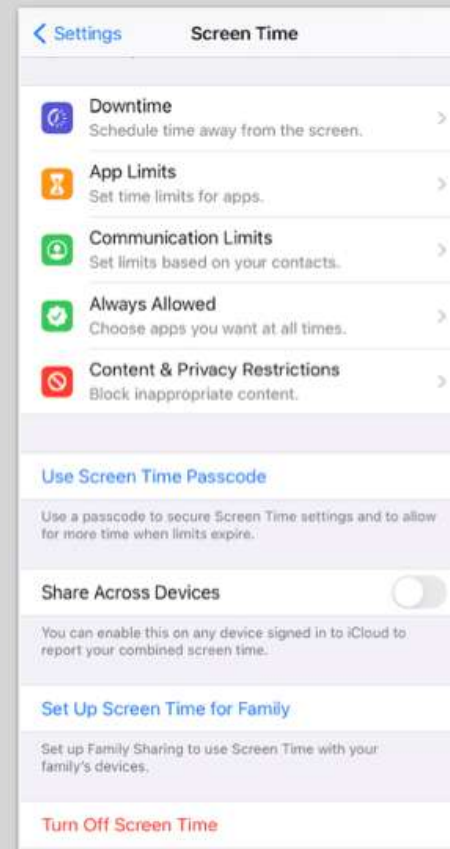 Settings
Screen Time
Downtime
Schedule time away from the screen.
App Limits
Set time limits for apps.
Communication Limits
Set limits based on your contacts.
Always Allowed
Choose apps you want at all times.
Content & Privacy Restrictions
Block inappropriate content.
Use Screen Time Passcode
Use a passcode to secure Screen Time settings and to allow
for more time when limits expire.
Share Across Devices
You can enable this on any device signed in to iCloud to
report your combined screen time.
Set Up Screen Time for Family
Set up Family Sharing to use Screen Time with your
family's devices.
Turn Off Screen Time